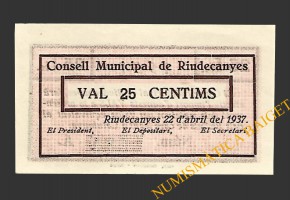 Consell Municipal de Riudecanyes
VAL 25 CENTIMS
Riudecanyes 22 d'abril del 1937.
El President, El Depositari, El Secretari,
NUMISMATICA PAIGET